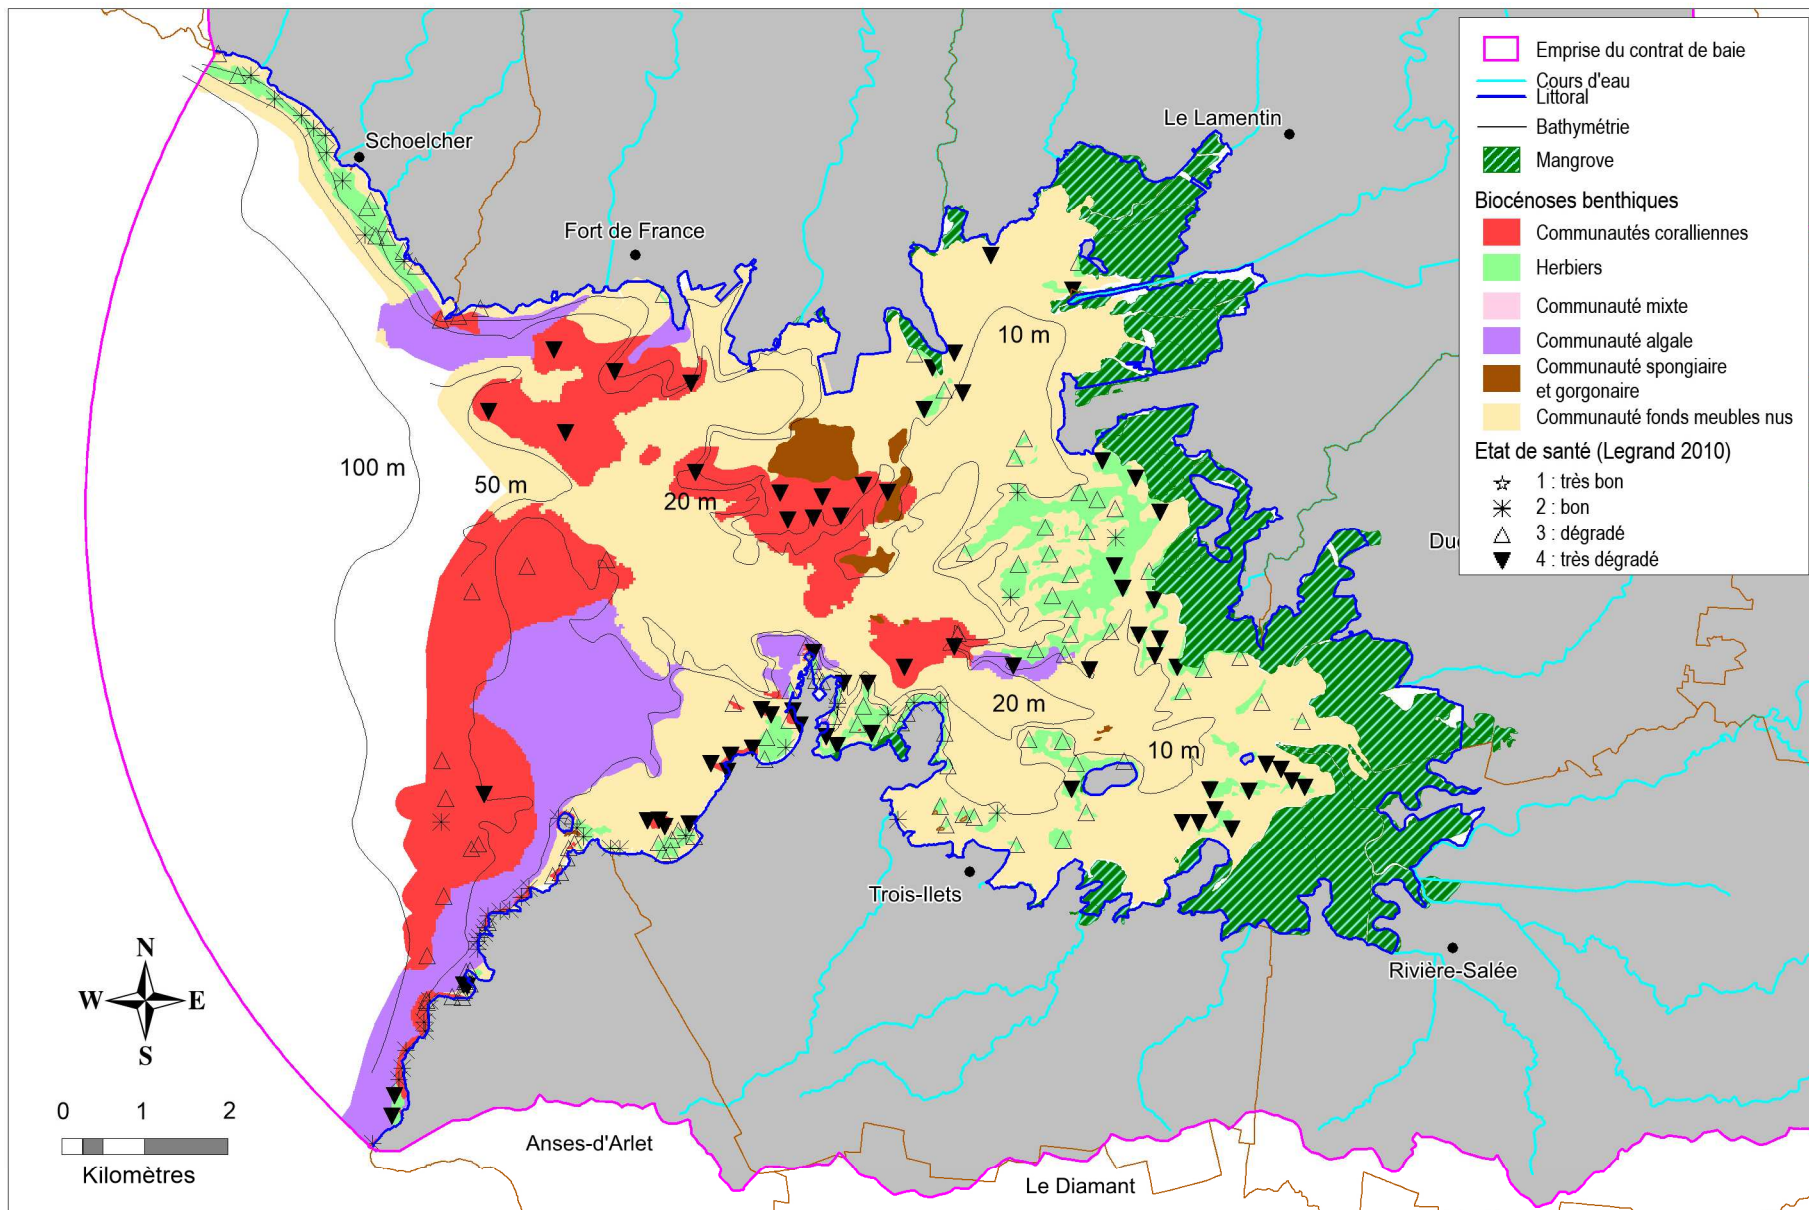 Emprise du contrat de baie
Cours d'eau
Littoral
Bathymétrie
Mangrove
Biocénoses benthiques
Communautés coralliennes
Herbiers
Communauté mixte
Communauté algale
Communauté spongiaire
et gorgonaire
Communauté fonds meubles nus
Etat de santé (Legrand 2010)
1 : très bon
2 : bon
3 : dégradé
4 : très dégradé
Schoelcher
Le Lamentin
Fort de France
10 m
100 m
50 m
20 m
Du
20 m
10 m
Trois-Ilets
Rivière-Salée
N
W
E
S
0
1
2
Kilomètres
Anses-d'Arlet
Le Diamant